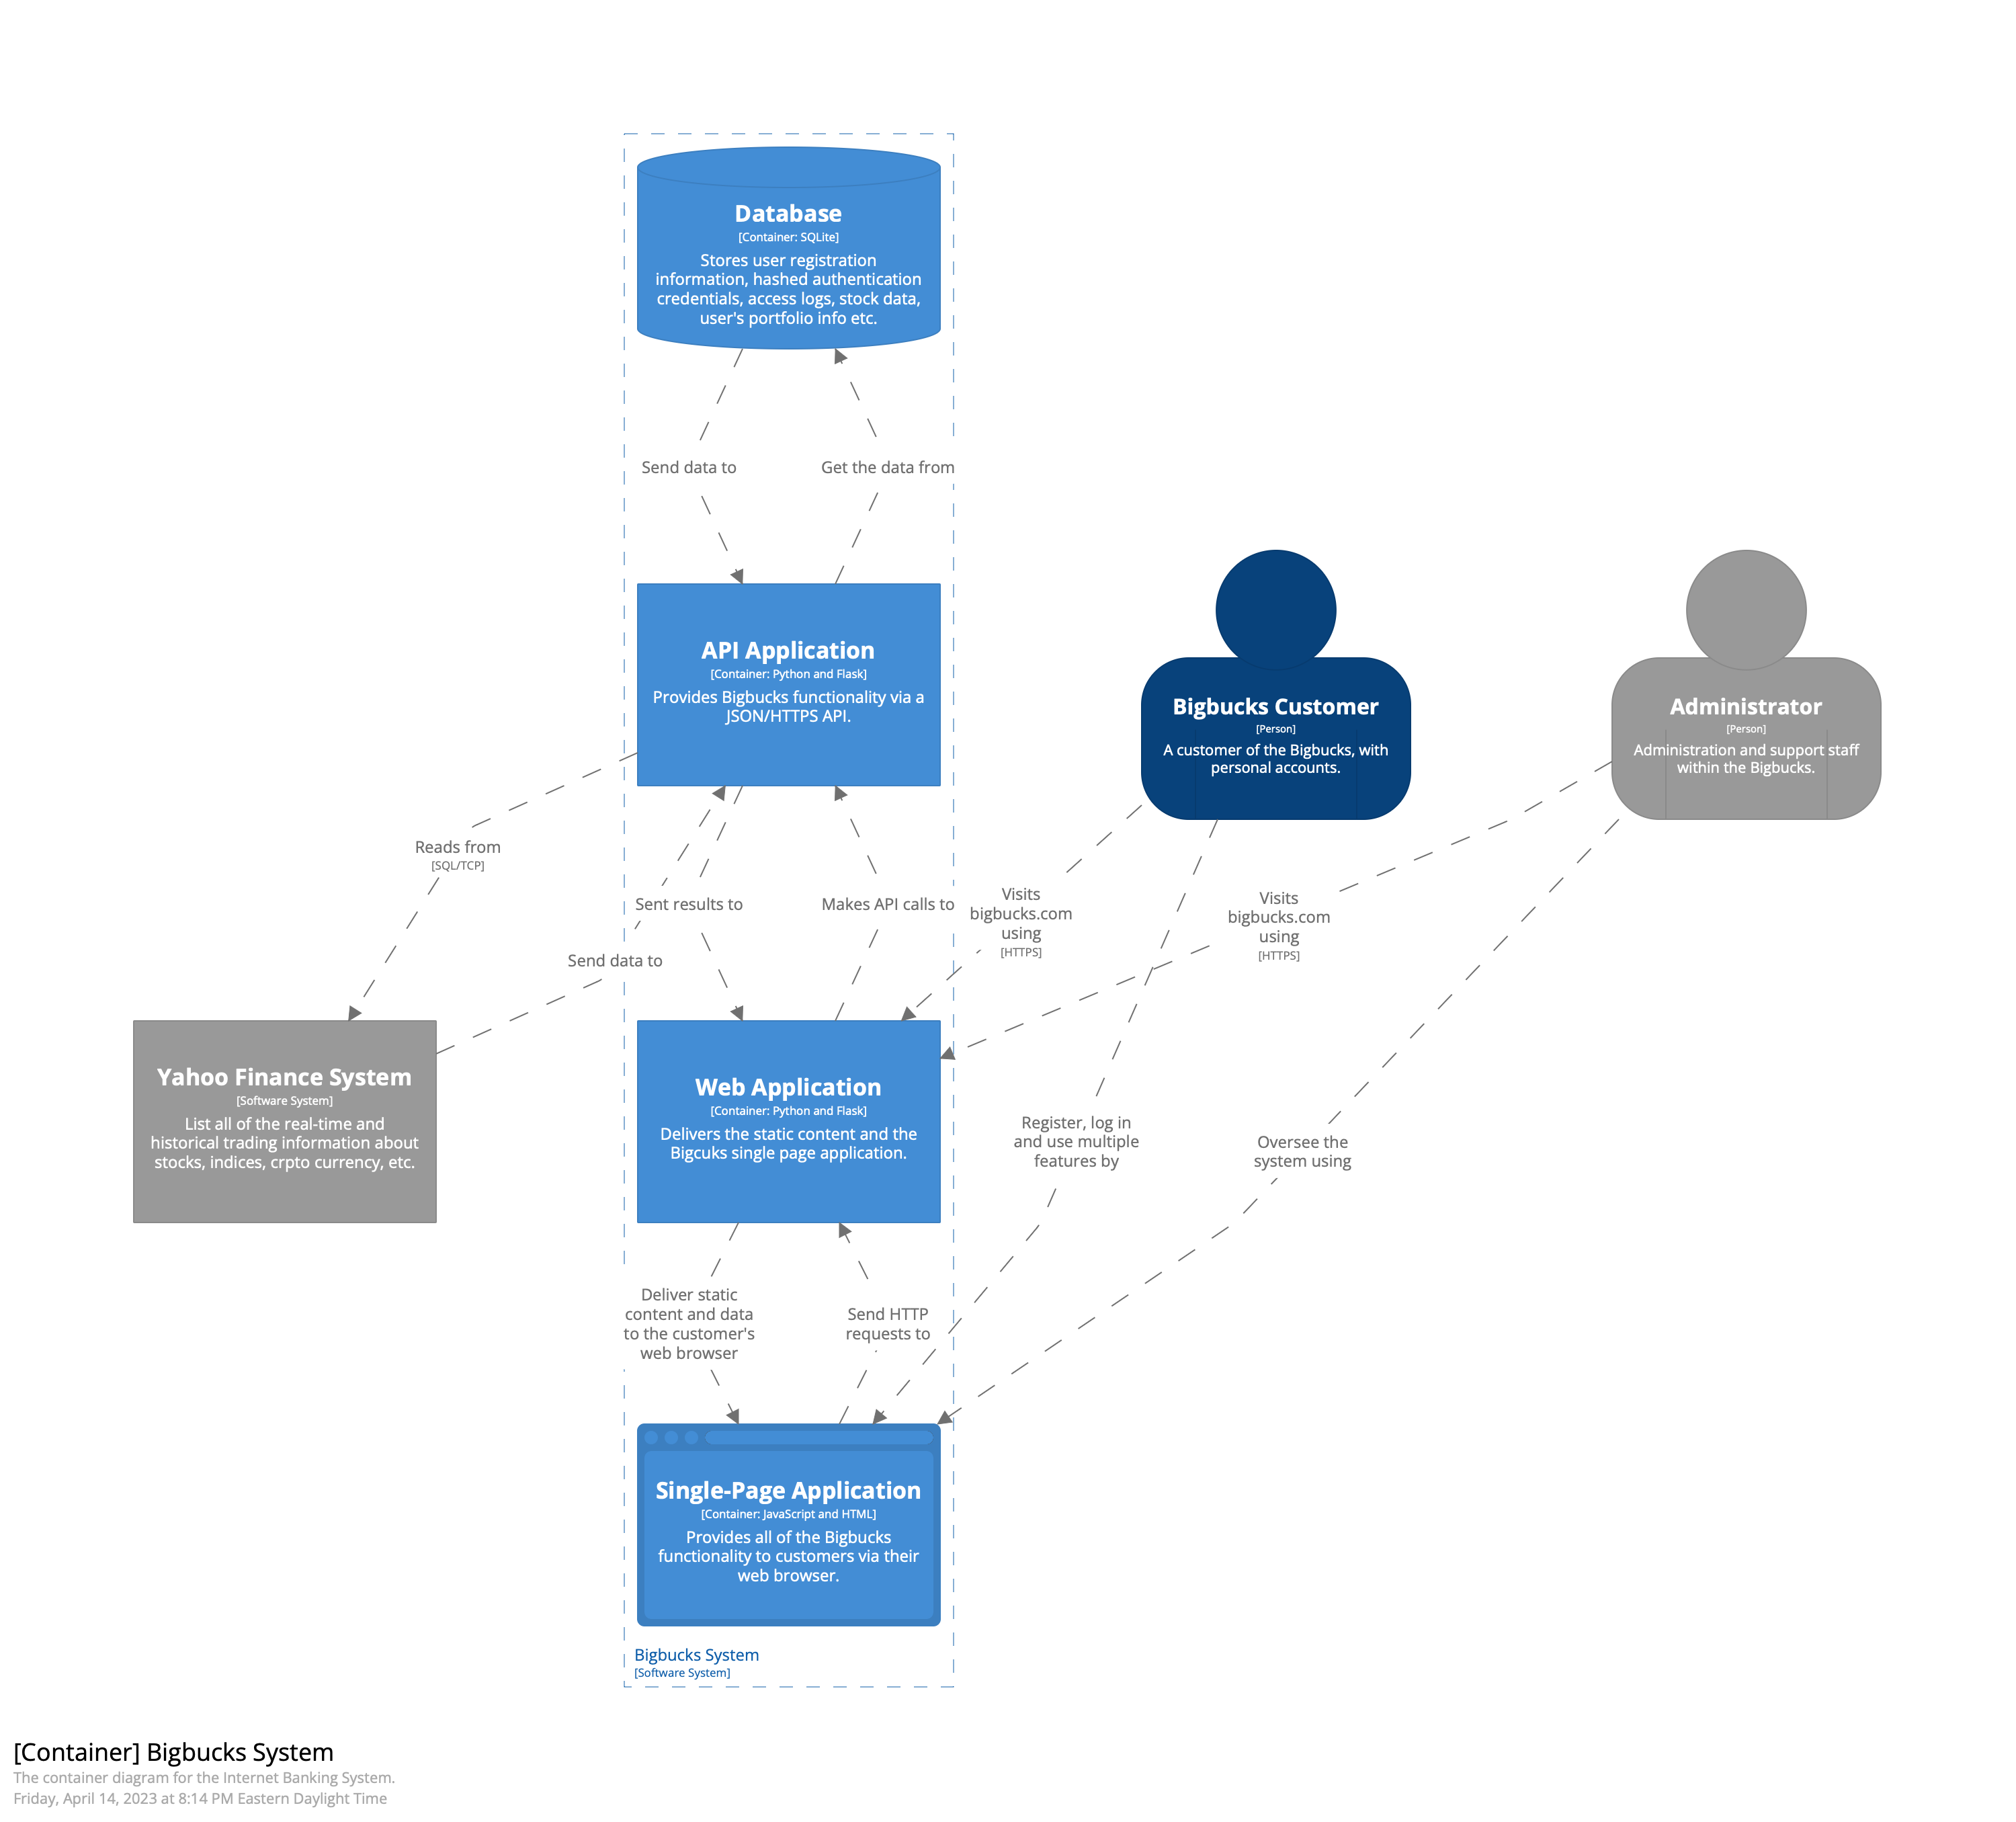 Database
[Container: SQLite]
Stores user registration
information, hashed authentication
credentials, access logs, stock data,
user's portfolio info etc.
Send data to
Get the data from
API Application
[Container: Python and Flask]
Provides Bigbucks functionality via a
JSON/HTTPS API.
Bigbucks Customer
[Person]
A customer of the Bigbucks, with
personal accounts.
Administrator
[Person]
Administration and support staff
within the Bigbucks.
Reads from
[SQL/TCP]
Sent results to
Makes API calls to
Visits
bigbucks.com
using
[HTTPS]
Visits
bigbucks.com
using
[HTTPS]
Send data to
Yahoo Finance System
[Software System]
List all of the real-time and
historical trading information about
stocks, indices, crpto currency, etc.
Web Application
[Container: Python and Flask]
Delivers the static content and the
Bigcuks single page application.
Register, log in
and use multiple
features by
Oversee the
system using
Deliver static
content and data
to the customer's
web browser
Send HTTP
requests to
.
Single-Page Application
[Container: JavaScript and HTML]
Provides all of the Bigbucks
functionality to customers via their
web browser.
Bigbucks System
[Software System]
[Container] Bigbucks System
The container diagram for the Internet Banking System.
Friday, April 14, 2023 at 8:14 PM Eastern Daylight Time